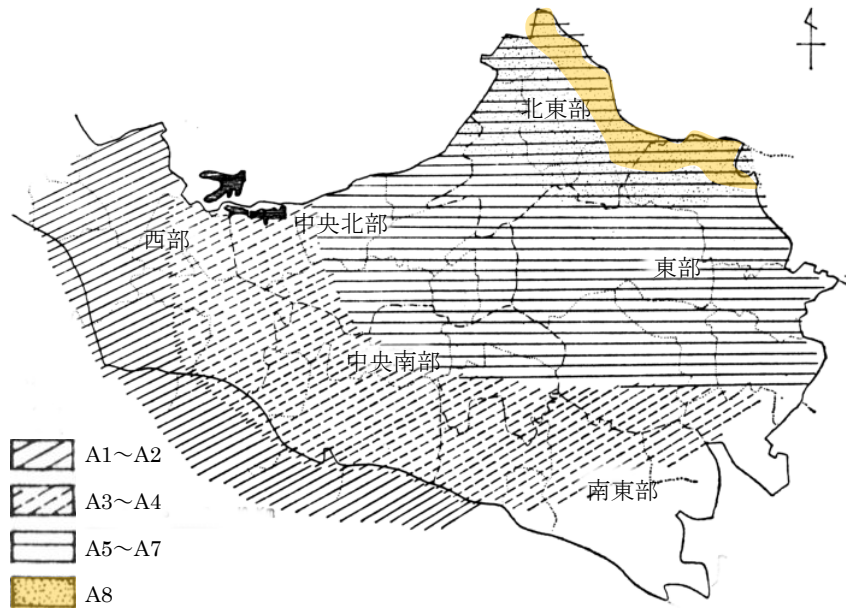 北東部
中央北部
西部
東部
中央南部
南東部
A1～A2
A3～A4
A5～A7
A8